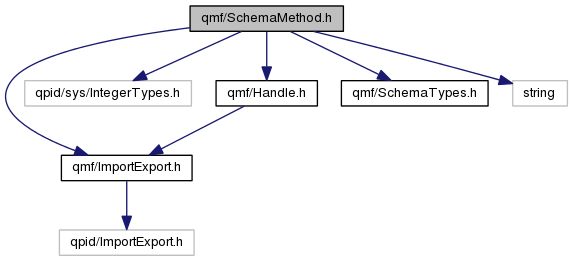 qmf/SchemaMethod.h
qpid/sys/IntegerTypes.h
qmf/Handle.h
qmf/SchemaTypes.h
string
qmf/ImportExport.h
qpid/ImportExport.h